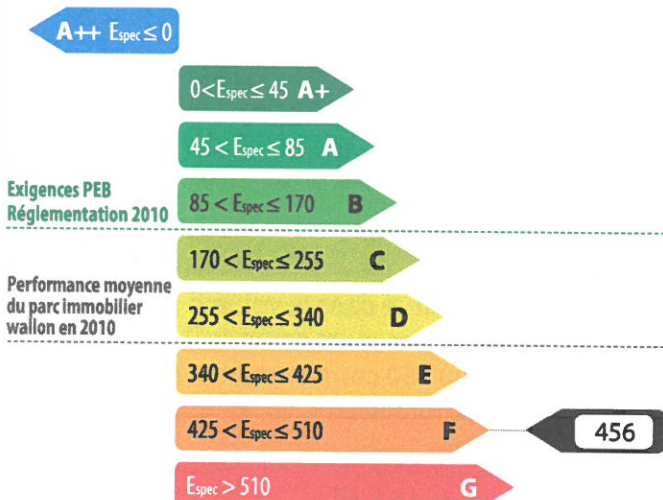 A++ Espec ≤ 0
0 < Espec ≤ 45 A+
45 < Espec ≤ 85 A
Exigences PEB
Réglementation 2010
85 < Espec ≤ 170 B
170 < Espec ≤ 255 C
Performance moyenne
du parc immobilier
wallon en 2010
255 < Espec ≤ 340 D
340 < Espec ≤ 425 E
425 < Espec ≤ 510 F
456
Espec > 510 G